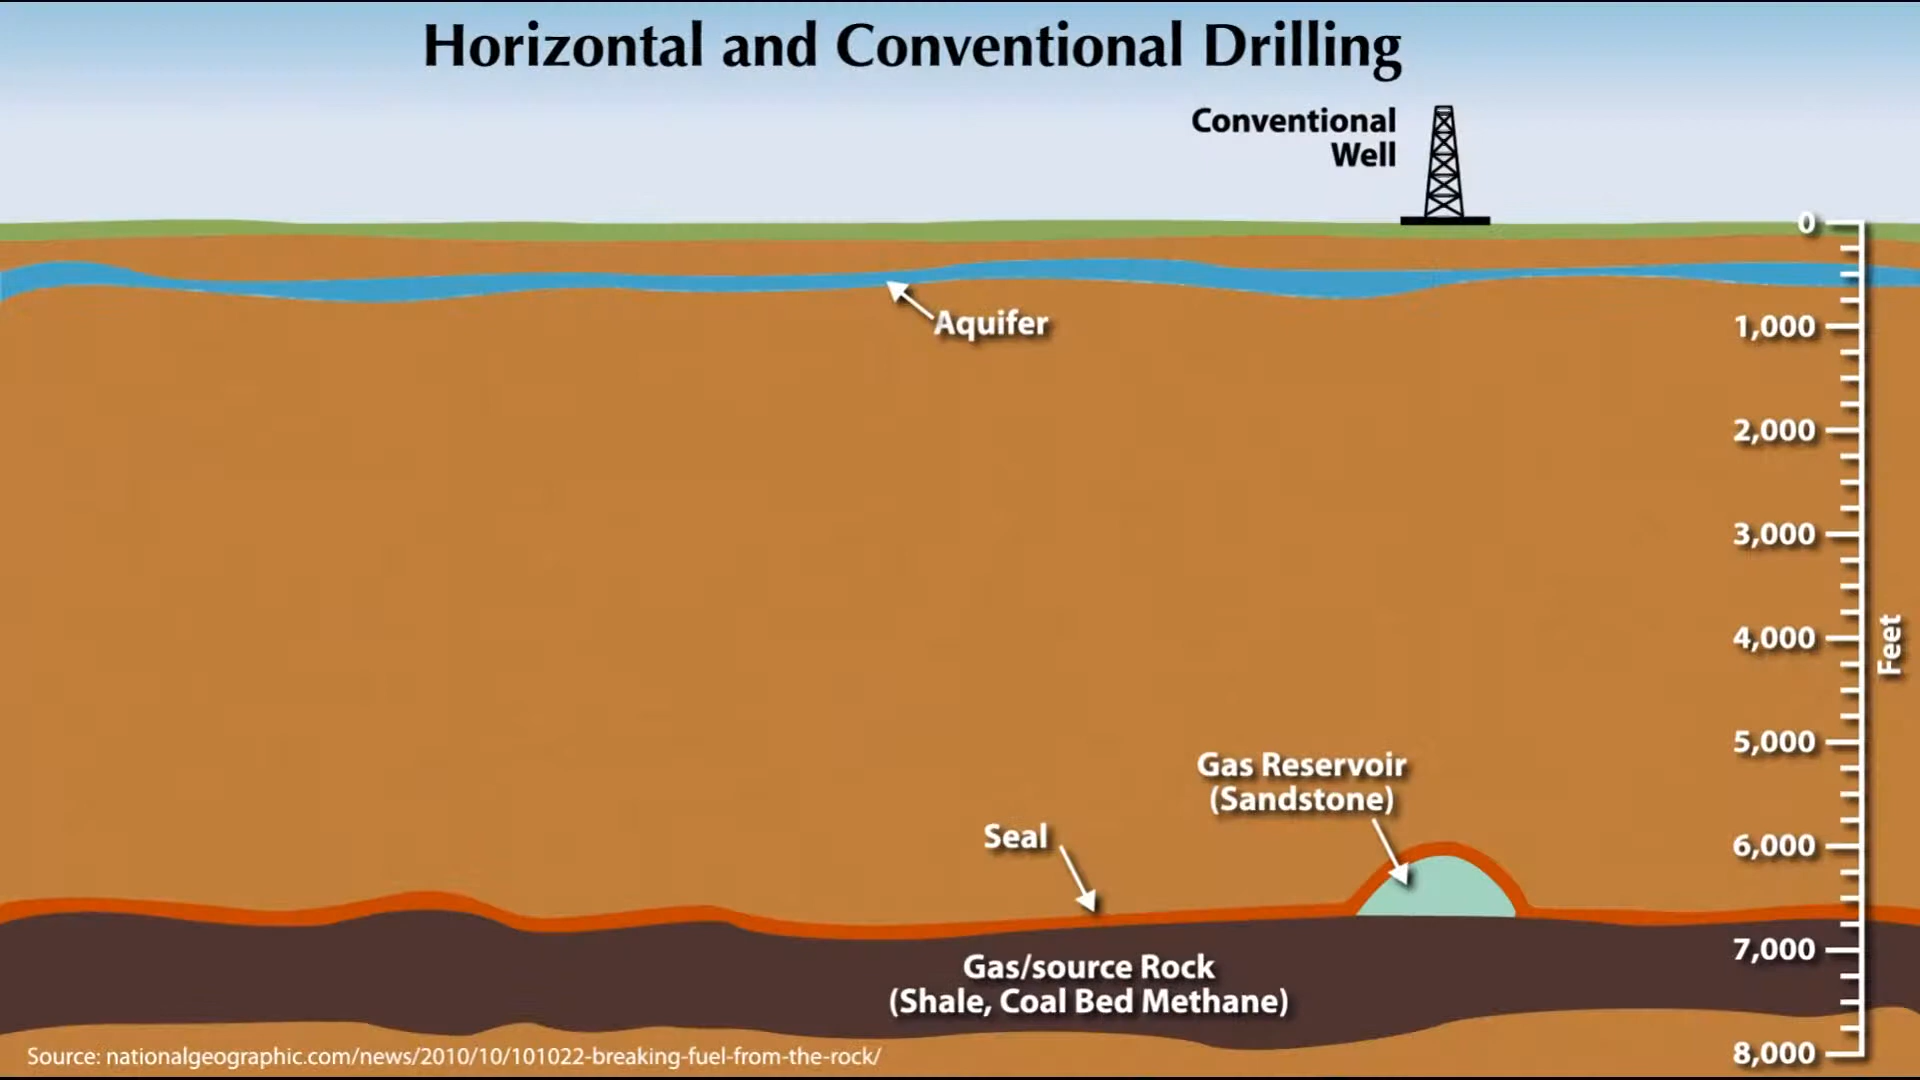 Horizontal and Conventional Drilling
Conventional
Well
0
Aquifer
1,000
2,000
3,000
4,000
Feet
5,000
Gas Reservoir
(Sandstone)
Seal
6,000
7,000
Gas/source Rock
(Shale, Coal Bed Methane)
8,000
Source: nationalgeographic.com/news/2010/10/101022-breaking-fuel-from-the-rock/